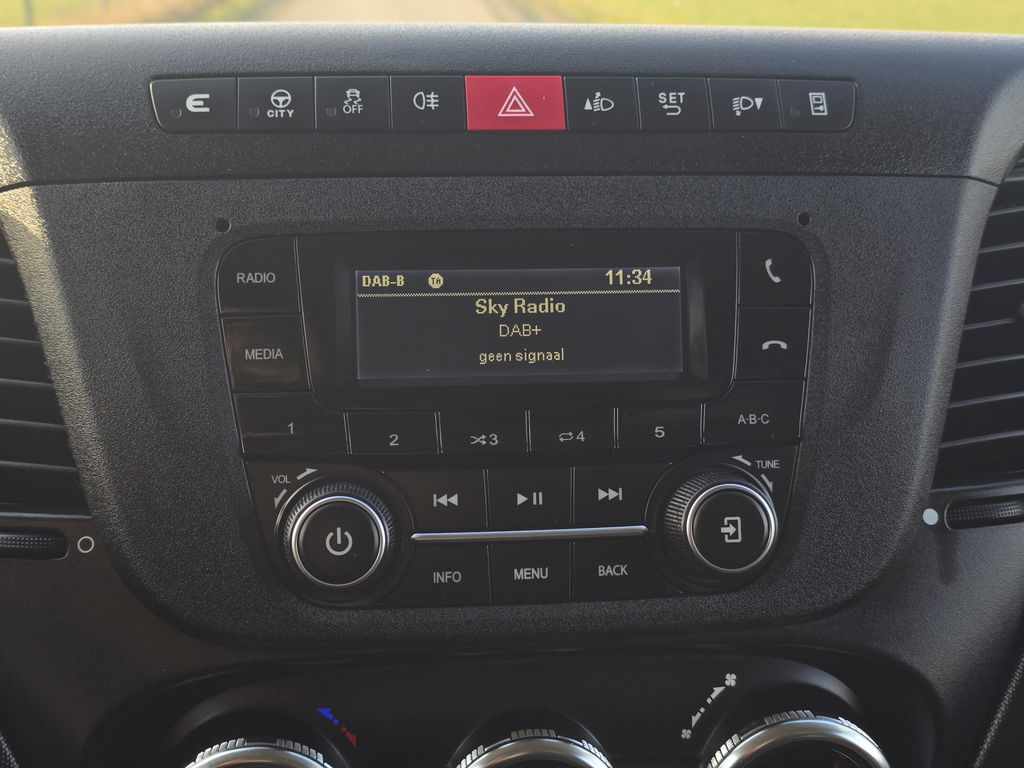 CITY
OFF
SET
RADIO
DAB-B TA 11:34
Sky Radio
DAB+
geen signaal
MEDIA
1
2
3
4
5
A·B·C
VOL
TUNE
INFO
MENU
BACK